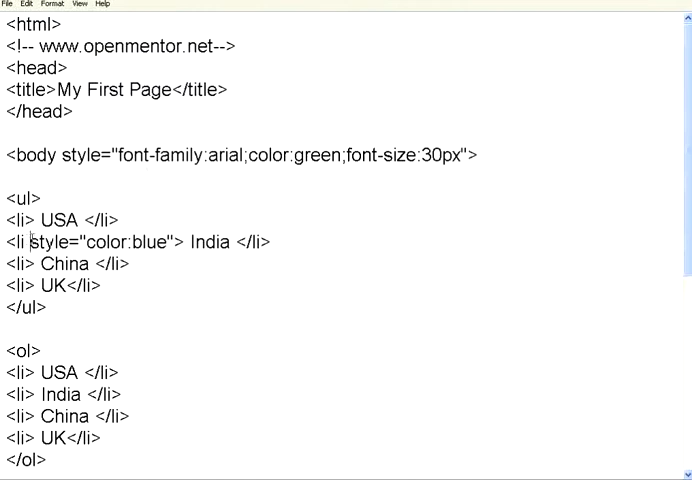 File Edit Format View Help
<html>
<!-- www.openmentor.net-->
<head>
<title>My First Page</title>
</head>
<body style="font-family:arial;color:green;font-size:30px">
<ul>
<li> USA </li>
<li style="color:blue"> India </li>
<li> China </li>
<li> UK</li>
</ul>
<ol>
<li> USA </li>
<li> India </li>
<li> China </li>
<li> UK</li>
</ol>